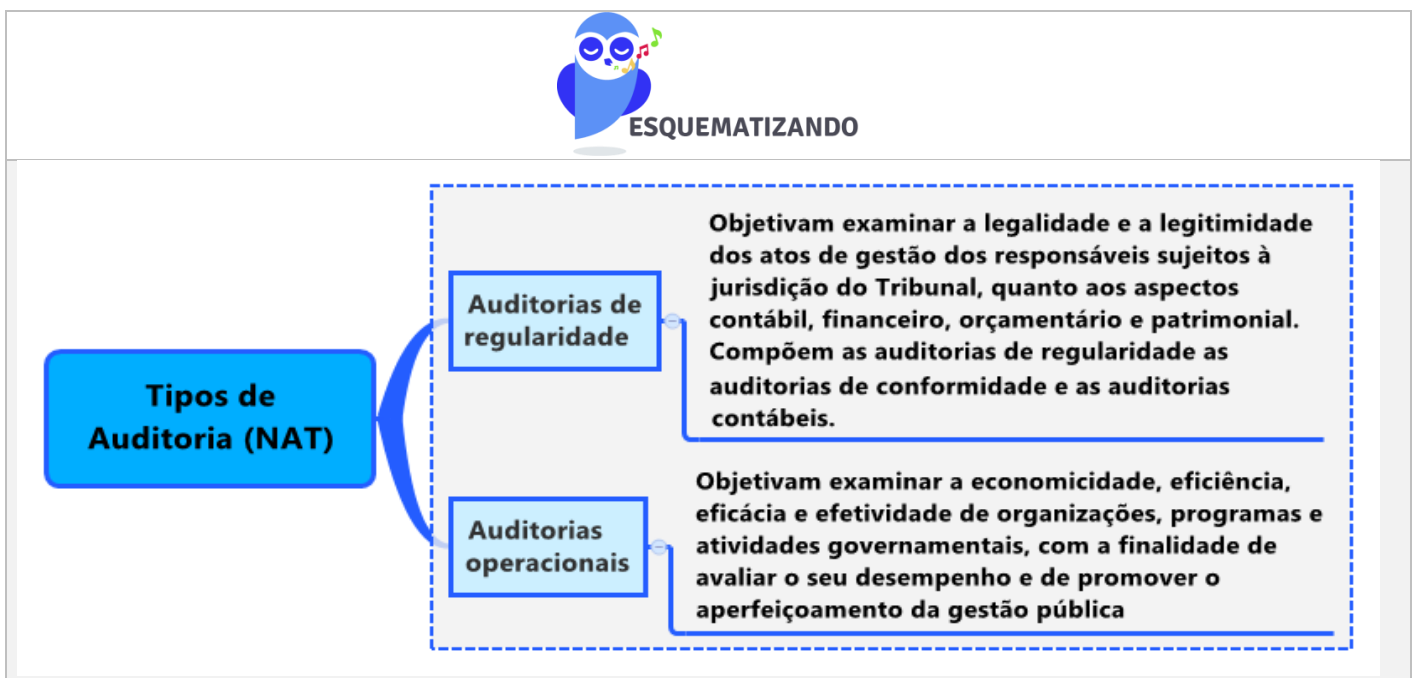 ESQUEMATIZANDO
Tipos de
Auditoria (NAT)
Auditorias de
regularidade
Objetivam examinar a legalidade e a legitimidade
dos atos de gestão dos responsáveis sujeitos à
jurisdição do Tribunal, quanto aos aspectos
contábil, financeiro, orçamentário e patrimonial.
Compõem as auditorias de regularidade as
auditorias de conformidade e as auditorias
contábeis.
Auditorias
operacionais
Objetivam examinar a economicidade, eficiência,
eficácia e efetividade de organizações, programas e
atividades governamentais, com a finalidade de
avaliar o seu desempenho e de promover o
aperfeiçoamento da gestão pública